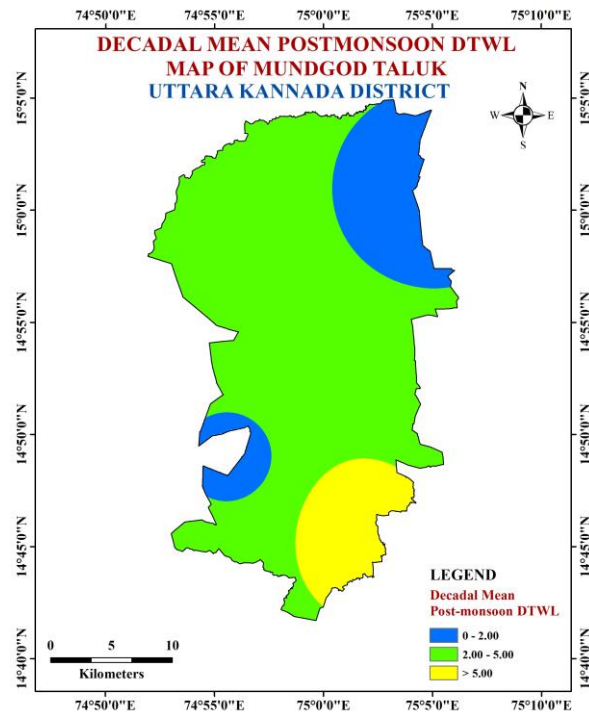 74°50'0"E 74°55'0"E 75°0'0"E 75°5'0"E 75°10'0"E
DECADAL MEAN POSTMONSOON DTWL
MAP OF MUNDGOD TALUK
UTTARA KANNADA DISTRICT
N
W E
S
15°5'0"N 15°5'0"N
15°0'0"N 15°0'0"N
14°55'0"N 14°55'0"N
14°50'0"N 14°50'0"N
14°45'0"N 14°45'0"N
14°40'0"N 14°40'0"N
LEGEND
Decadal Mean
Post-monsoon DTWL
0 - 2.00
2.00 - 5.00
> 5.00
0 5 10
Kilometers
74°50'0"E 74°55'0"E 75°0'0"E 75°5'0"E 75°10'0"E